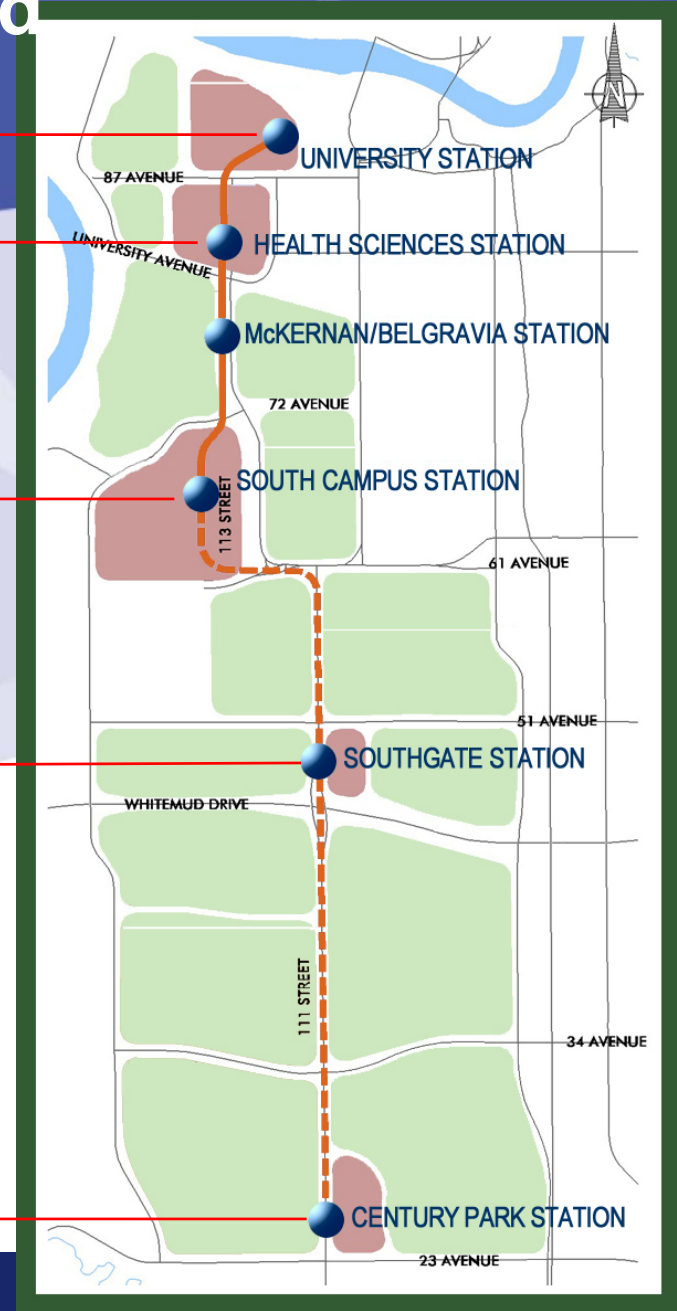 d
N
UNIVERSITY STATION
87 AVENUE
UNIVERSITY AVENUE
HEALTH SCIENCES STATION
McKERNAN/BELGRAVIA STATION
72 AVENUE
SOUTH CAMPUS STATION
113 STREET
61 AVENUE
51 AVENUE
SOUTHGATE STATION
WHITEMUD DRIVE
111 STREET
34 AVENUE
CENTURY PARK STATION
23 AVENUE